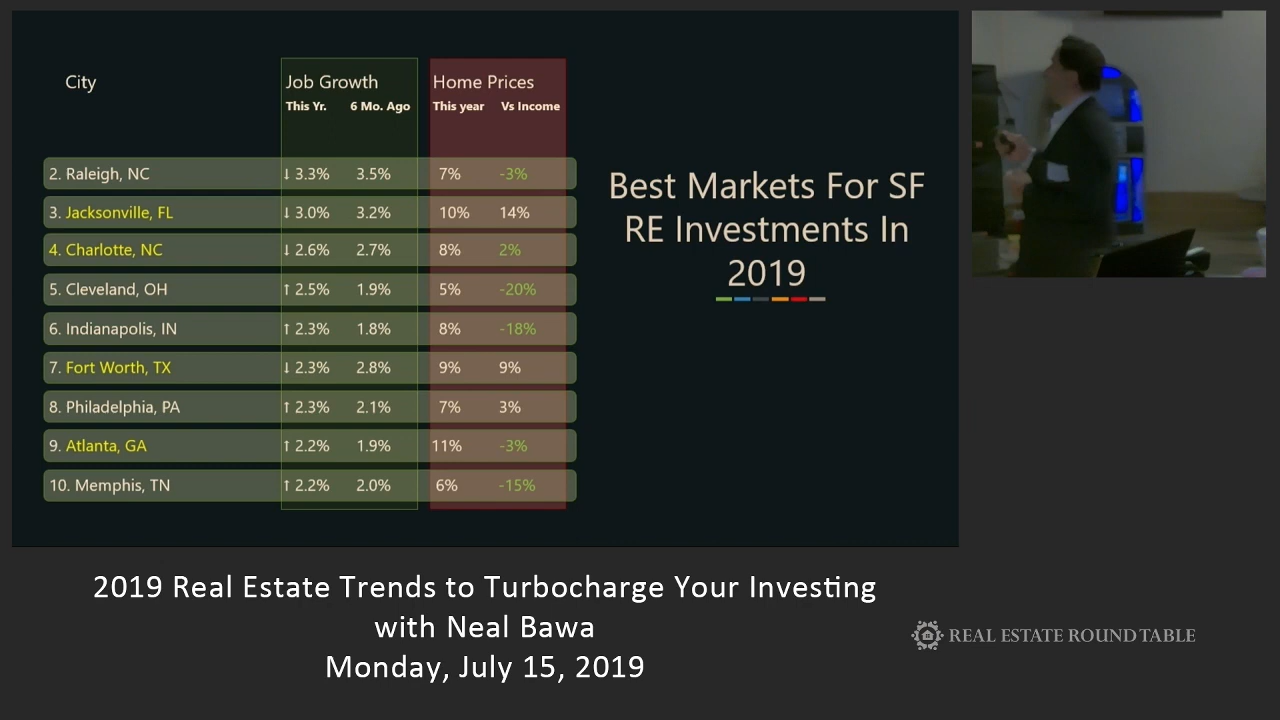 City
Job Growth
Home Prices
This Yr. 6 Mo. Ago
This year Vs Income
2. Raleigh, NC ↓ 3.3% 3.5% 7% -3%
3. Jacksonville, FL ↓ 3.0% 3.2% 10% 14%
4. Charlotte, NC ↓ 2.6% 2.7% 8% 2%
5. Cleveland, OH ↑ 2.5% 1.9% 5% -20%
6. Indianapolis, IN ↑ 2.3% 1.8% 8% -18%
7. Fort Worth, TX ↓ 2.3% 2.8% 9% 9%
8. Philadelphia, PA ↑ 2.3% 2.1% 7% 3%
9. Atlanta, GA ↑ 2.2% 1.9% 11% -3%
10. Memphis, TN ↑ 2.2% 2.0% 6% -15%
Best Markets For SF
RE Investments In
2019
2019 Real Estate Trends to Turbocharge Your Investing
with Neal Bawa
Monday, July 15, 2019
REAL ESTATE ROUND TABLE